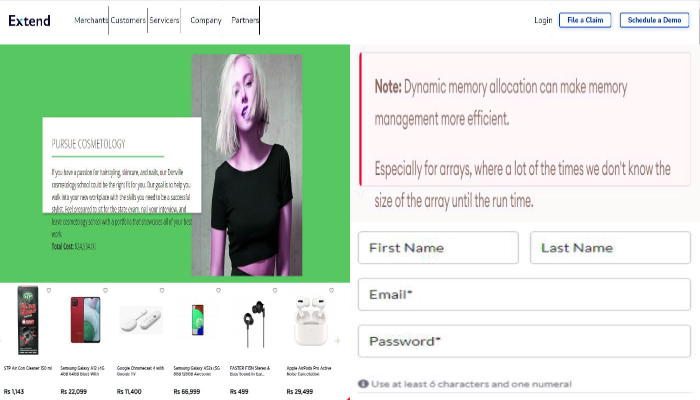 Extend
Merchants Customers Servicers Company Partners
Login File a Claim Schedule a Demo
PURSUE COSMETOLOGY
If you have a passion for hairstyling, skincare, and nails, our Danville
cosmetology school could be the right fit for you. Our goal is to help you
walk into your new workplace with the skills you need to be a successful
stylist. Feel prepared to sit for the state exam, nail your interview, and
leave cosmetology school with a portfolio that showcases all of your best
work.
Total Cost:
Note: Dynamic memory allocation can make memory
management more efficient.
Especially for arrays, where a lot of the times we don't know the
size of the array until the run time.
First Name Last Name
Email*
Password*
Use at least 6 characters and one numeral
STP Air Con Cleaner 150 ml
Rs 1,143
Samsung Galaxy A12 (4G
4GB 64GB Black) With
Rs 22,099
Google Chromecast 4 with
Google TV
Rs 11,400
Samsung Galaxy A52s (5G
8GB 128GB Awesome
Rs 66,999
FASTER F15N Stereo &
Bass Sound In-Ear...
Rs 499
Apple AirPods Pro Active
Noise Cancellation
Rs 29,499